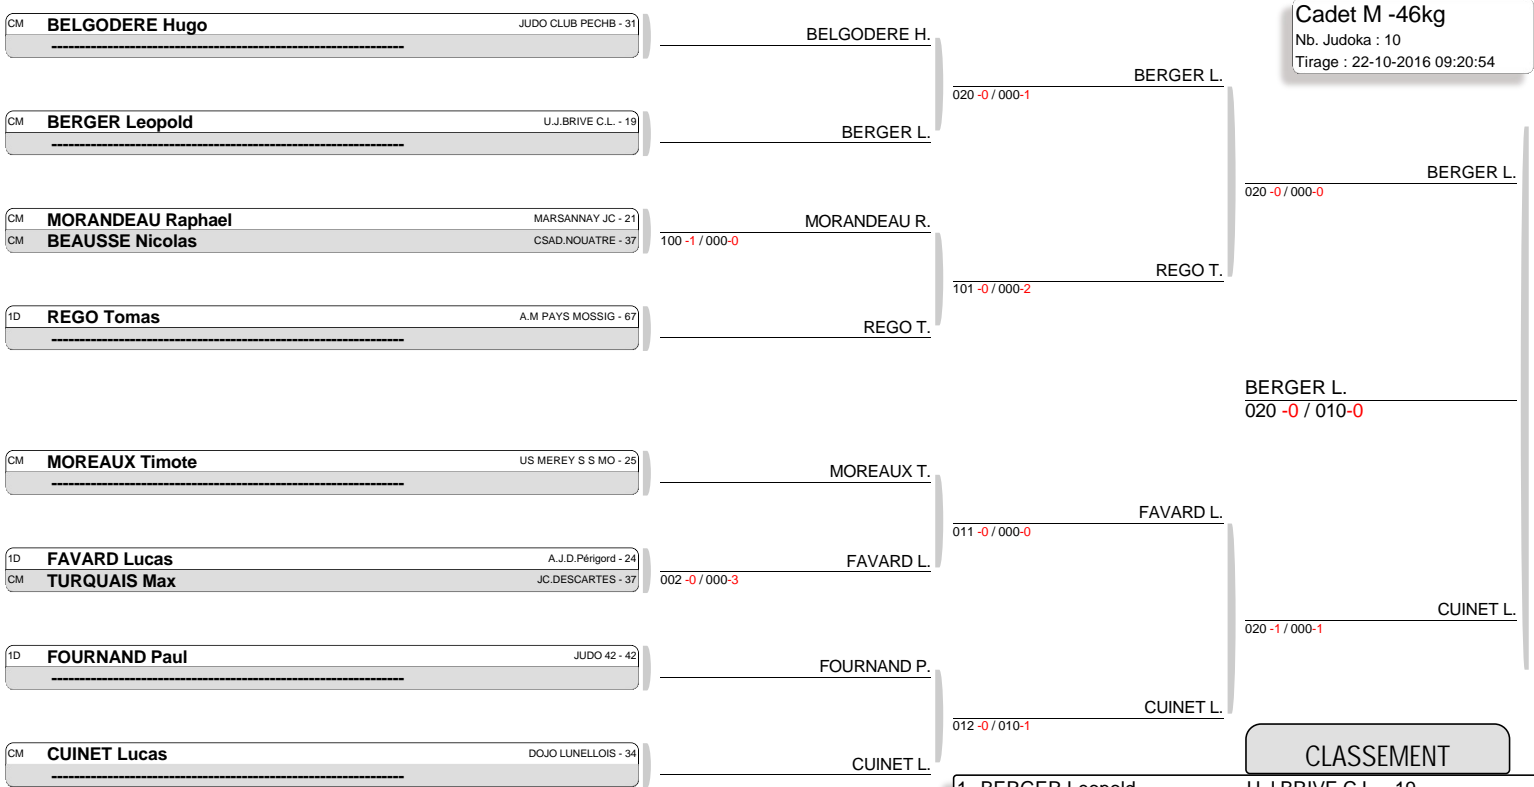 Cadet M -46kg
Nb. Judoka : 10
Tirage : 22-10-2016 09:20:54
CM BELGODERE Hugo JUDO CLUB PECHB - 31
----------------------------------------------------------------
CM BERGER Leopold U.J.BRIVE C.L. - 19
----------------------------------------------------------------
CM MORANDEAU Raphael MARSANNAY JC - 21
CM BEAUSSE Nicolas CSAD.NOUATRE - 37
1D REGO Tomas A.M PAYS MOSSIG - 67
----------------------------------------------------------------
CM MOREAUX Timote US MEREY S S MO - 25
----------------------------------------------------------------
1D FAVARD Lucas A.J.D.Périgord - 24
CM TURQUAIS Max JC.DESCARTES - 37
1D FOURNAND Paul JUDO 42 - 42
----------------------------------------------------------------
CM CUINET Lucas DOJO LUNELLOIS - 34
----------------------------------------------------------------
BELGODERE H.
BERGER L.
MORANDEAU R.
100 -1 / 000-0
REGO T.
MOREAUX T.
FAVARD L.
002 -0 / 000-3
FOURNAND P.
CUINET L.
BERGER L.
020 -0 / 000-1
REGO T.
101 -0 / 000-2
FAVARD L.
011 -0 / 000-0
CUINET L.
012 -0 / 010-1
BERGER L.
020 -0 / 000-0
BERGER L.
020 -0 / 010-0
CUINET L.
020 -1 / 000-1
CLASSEMENT
1- BERGER Leopold U.J.BRIVE C.L. - 19